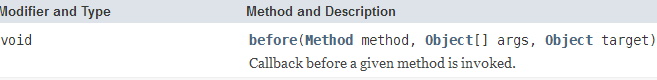 Modifier and Type Method and Description
void before(Method method, Object[] args, Object target)
Callback before a given method is invoked.